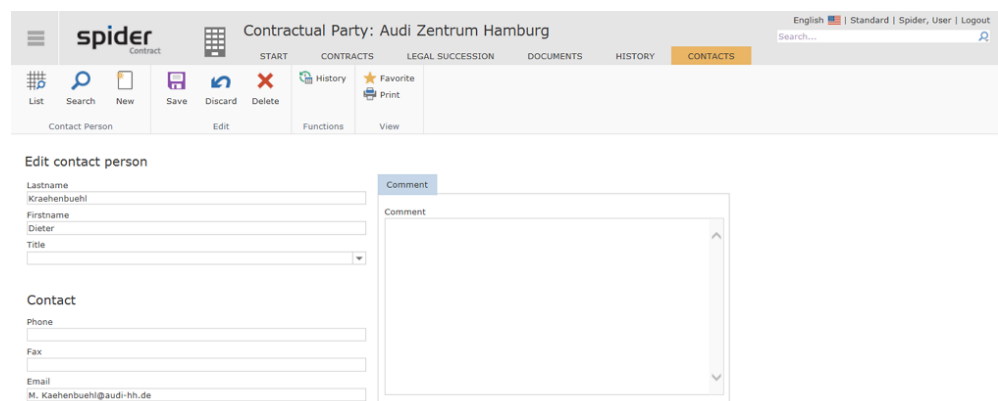 English | Standard | Spider, User | Logout
spider
Contract
Contractual Party: Audi Zentrum Hamburg
Search...
START CONTRACTS LEGAL SUCCESSION DOCUMENTS HISTORY CONTACTS
List Search New Save Discard Delete History Favorite
Print
Contact Person Edit Functions View
Edit contact person
Lastname
Kraehenbuehl
Firstname
Dieter
Title
Comment
Comment
Contact
Phone
Fax
Email
M. Kaehenbuehl@audi-hh.de